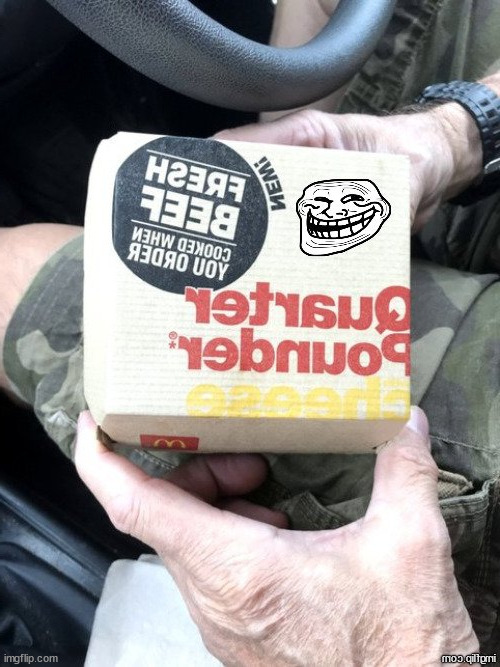 NEW!
FRESH
BEEF
COOKED WHEN
YOU ORDER
Quarter
Pounder®*
cheese
imgflip.com
imgflip.com